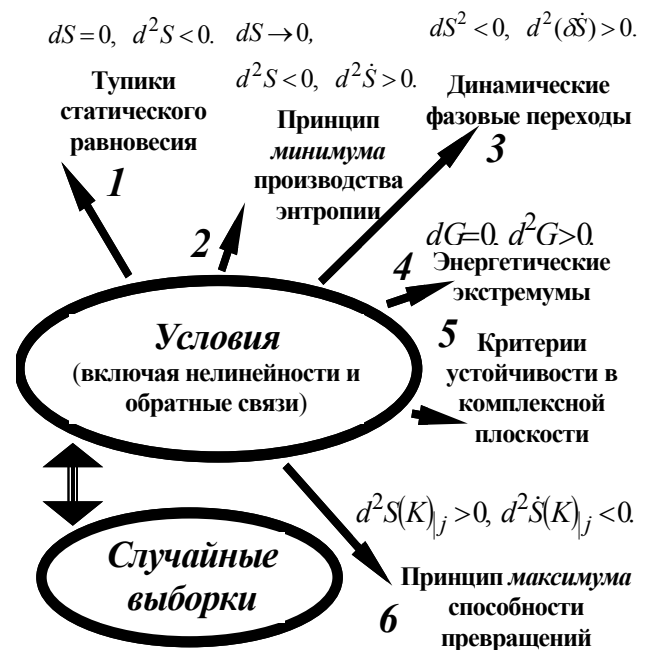 dS=0, d²S<0.
dS→0,
d²S<0, d²Ṡ>0.
dS²<0, d²(δṠ)>0.
Тупики
статического
равновесия
1
Принцип
минимума
производства
энтропии
2
Динамические
фазовые переходы
3
dG=0. d²G>0.
4 Энергетические
экстремумы
5 Критерии
устойчивости в
комплексной
плоскости
Условия
(включая нелинейности и
обратные связи)
d²S(K)|j >0, d²Ṡ(K)|j <0.
Случайные
выборки
Принцип максимума
6 способности
превращений